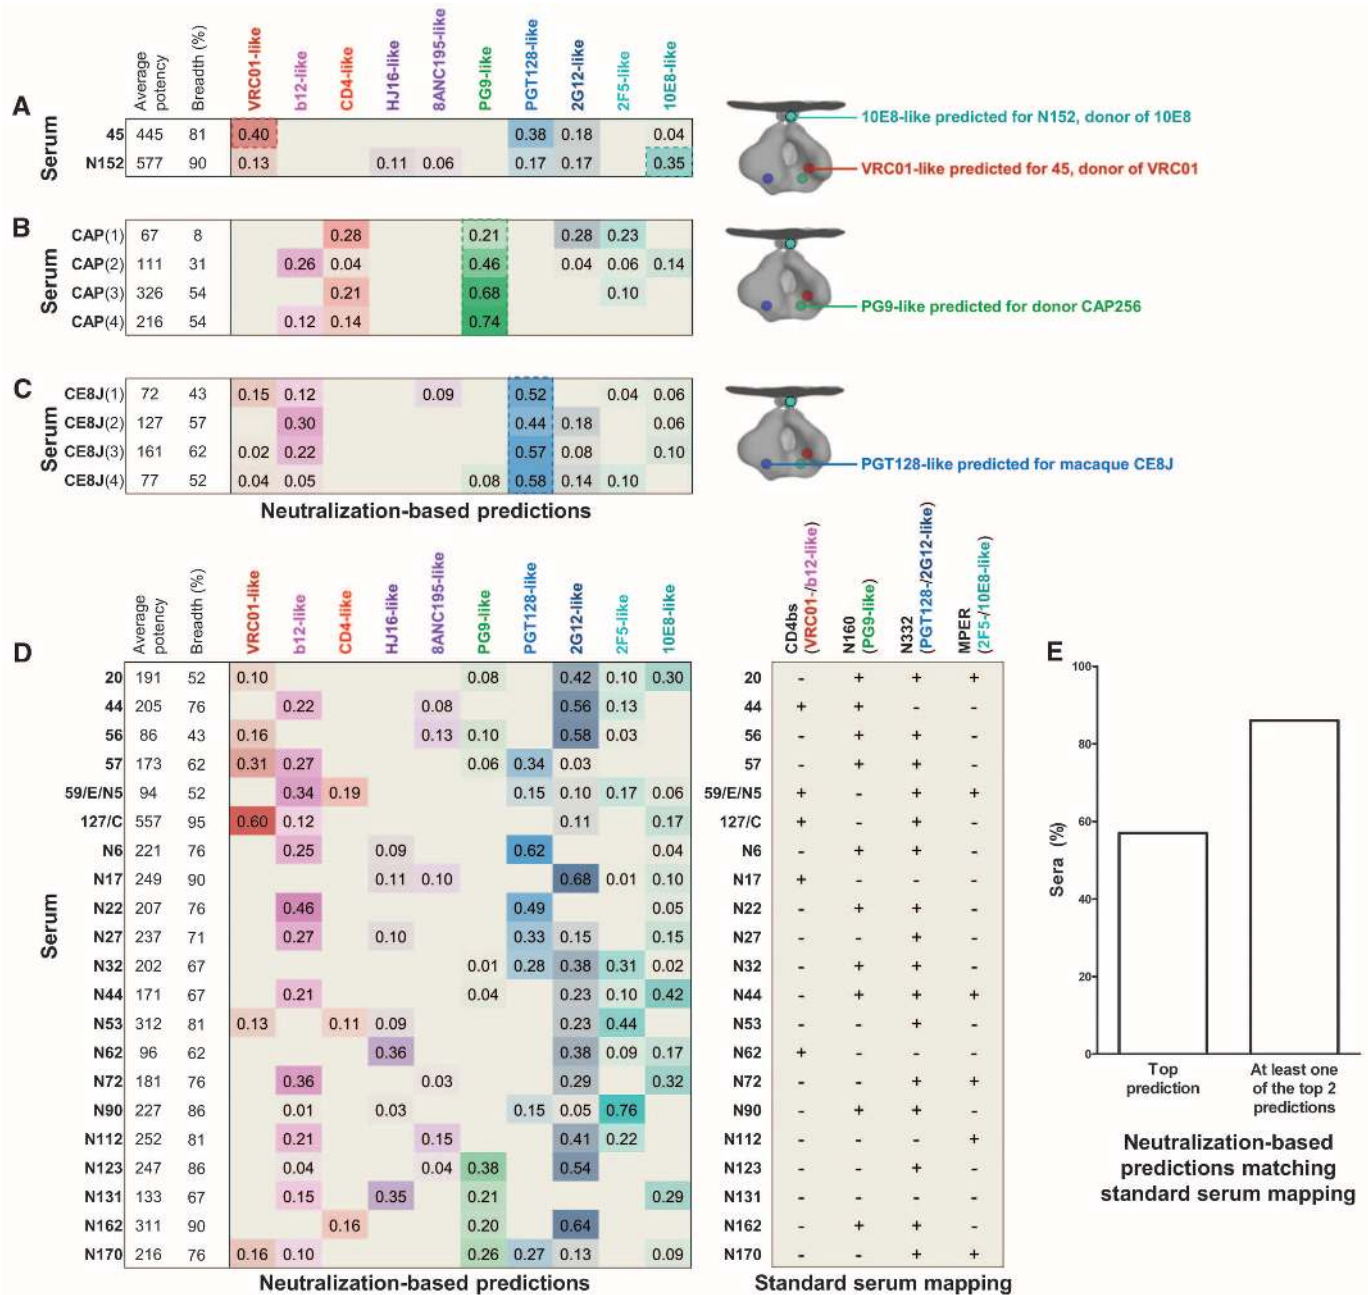 A
Serum
Average potency
Breadth (%)
VRC01-like
b12-like
CD4-like
HJ16-like
8ANC195-like
PG9-like
PGT128-like
2G12-like
2F5-like
10E8-like
45 445 81 0.40 0.38 0.18 0.04
N152 577 90 0.13 0.11 0.06 0.17 0.17 0.35
10E8-like predicted for N152, donor of 10E8
VRC01-like predicted for 45, donor of VRC01
B
Serum
CAP(1) 67 8 0.28 0.21 0.28 0.23
CAP(2) 111 31 0.26 0.04 0.46 0.04 0.06 0.14
CAP(3) 326 54 0.21 0.68 0.10
CAP(4) 216 54 0.12 0.14 0.74
PG9-like predicted for donor CAP256
C
Serum
CE8J(1) 72 43 0.15 0.12 0.09 0.52 0.04 0.06
CE8J(2) 127 57 0.30 0.44 0.18 0.06
CE8J(3) 161 62 0.02 0.22 0.57 0.08 0.10
CE8J(4) 77 52 0.04 0.05 0.08 0.58 0.14 0.10
PGT128-like predicted for macaque CE8J
Neutralization-based predictions
D
Serum
Average potency
Breadth (%)
VRC01-like
b12-like
CD4-like
HJ16-like
8ANC195-like
PG9-like
PGT128-like
2G12-like
2F5-like
10E8-like
20 191 52 0.10 0.08 0.42 0.10 0.30
44 205 76 0.22 0.08 0.56 0.13
56 86 43 0.16 0.13 0.10 0.58 0.03
57 173 62 0.31 0.27 0.06 0.34 0.03
59/E/N5 94 52 0.34 0.19 0.15 0.10 0.17 0.06
127/C 557 95 0.60 0.12 0.11 0.17
N6 221 76 0.25 0.09 0.62 0.04
N17 249 90 0.11 0.10 0.68 0.01 0.10
N22 207 76 0.46 0.49 0.05
N27 237 71 0.27 0.10 0.33 0.15 0.15
N32 202 67 0.01 0.28 0.38 0.31 0.02
N44 171 67 0.21 0.04 0.23 0.10 0.42
N53 312 81 0.13 0.11 0.09 0.23 0.44
N62 96 62 0.36 0.38 0.09 0.17
N72 181 76 0.36 0.03 0.29 0.32
N90 227 86 0.01 0.03 0.15 0.05 0.76
N112 252 81 0.21 0.15 0.41 0.22
N123 247 86 0.04 0.04 0.38 0.54
N131 133 67 0.15 0.35 0.21 0.29
N162 311 90 0.16 0.20 0.64
N170 216 76 0.16 0.10 0.26 0.27 0.13 0.09
Neutralization-based predictions
CD4bs
(VRC01-/b12-like)
N160
(PG9-like)
N332
(PGT128-/2G12-like)
MPER
(2F5-/10E8-like)
20 - + + +
44 + + - -
56 - + + -
57 - + + -
59/E/N5 + - + +
127/C + - + -
N6 - + + -
N17 + - - -
N22 - + + -
N27 - - + -
N32 - + + -
N44 - + + +
N53 - - + -
N62 + - - -
N72 - - + +
N90 - + + -
N112 - - - +
N123 - - + -
N131 - - - -
N162 - + + -
N170 - - + +
Standard serum mapping
E
Sera (%)
100
80
60
40
20
0
Top
prediction
At least one
of the top 2
predictions
Neutralization-based
predictions matching
standard serum mapping